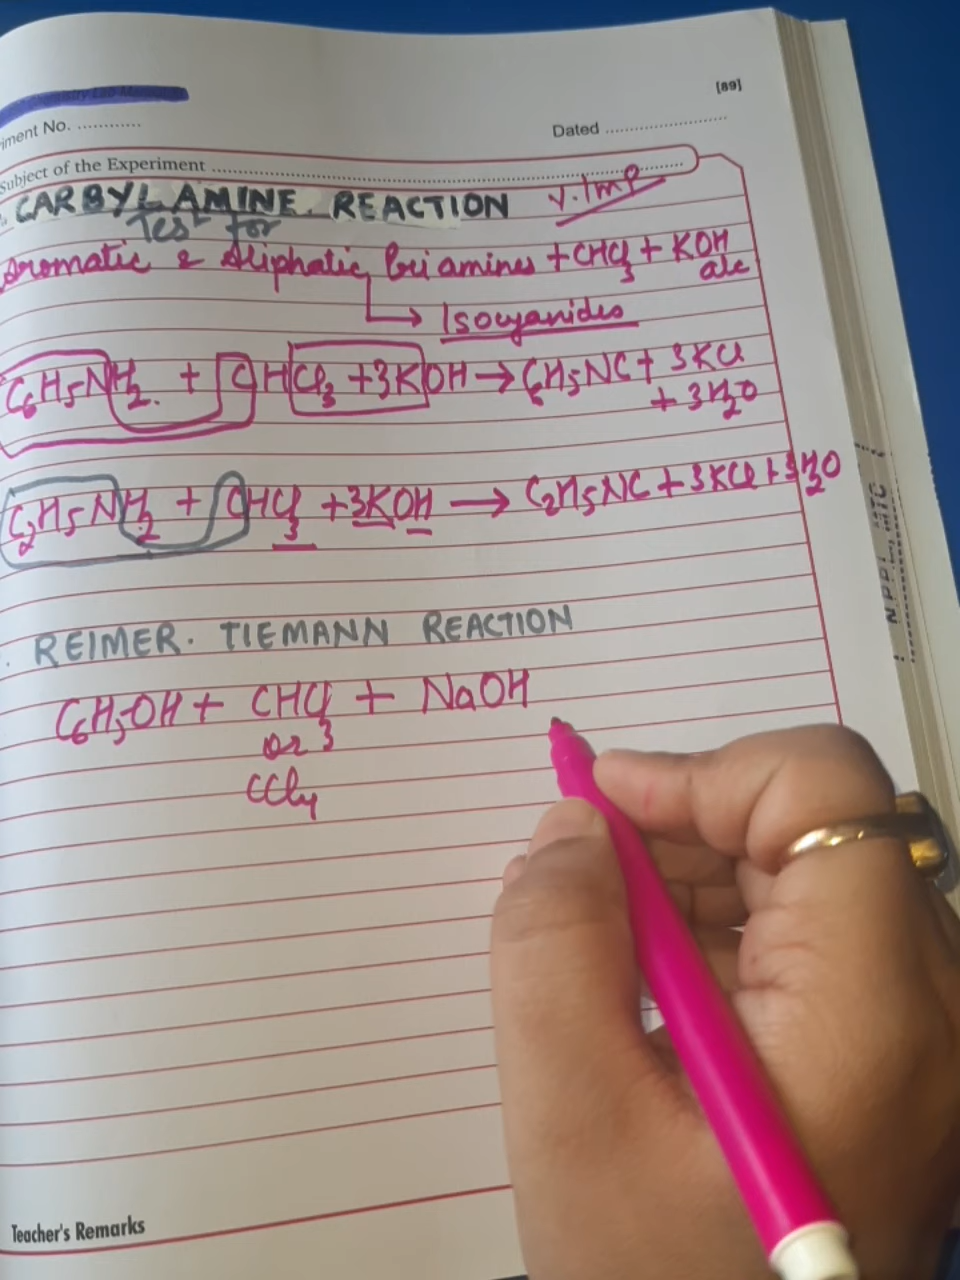 [89]
iment No. ............
Dated ........................
Subject of the Experiment ........................
CARBYLAMINE REACTION V.Imp
Test for
Aromatic & Aliphatic pri amines + CHCl3 + KOH
alc
Isocyanides
C6H5NH2 + CHCl3 + 3KOH → C6H5NC + 3KCl
+ 3H2O
C2H5NH2 + CHCl3 + 3KOH → C2H5NC + 3KCl + 3H2O
REIMER. TIEMANN REACTION
C6H5OH + CHCl3 + NaOH
or
CCl4
Teacher's Remarks